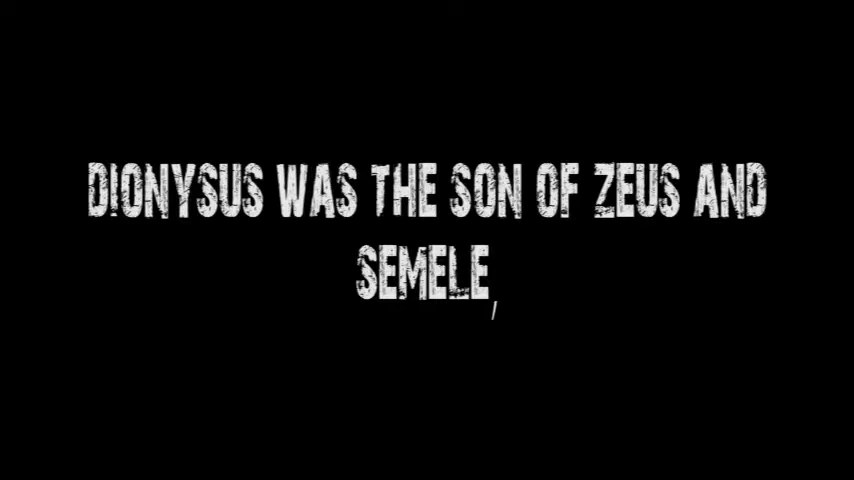 DIONYSUS WAS THE SON OF ZEUS AND
SEMELE,